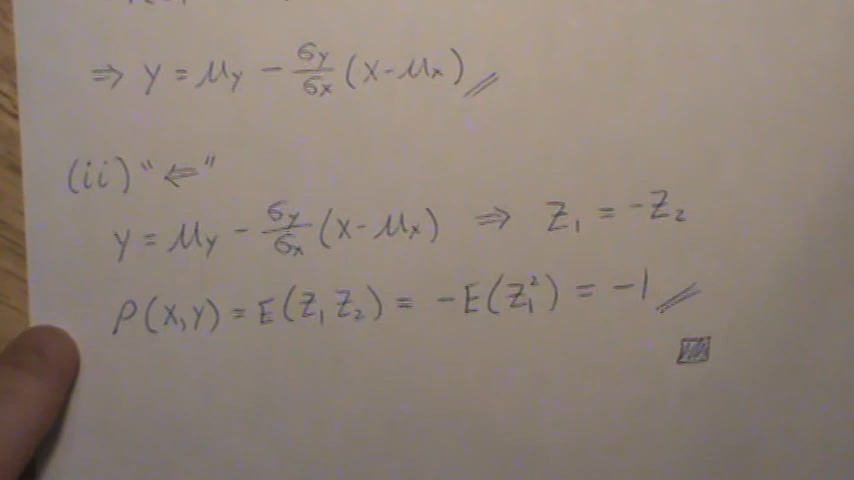 ⇒ Y = μy - σy/σx (X - μx) //
(ii) "⇐"
Y = μy - σy/σx (X - μx) ⇒ Z₁ = -Z₂
ρ(X,Y) = E(Z₁ Z₂) = -E(Z₁²) = -1 //